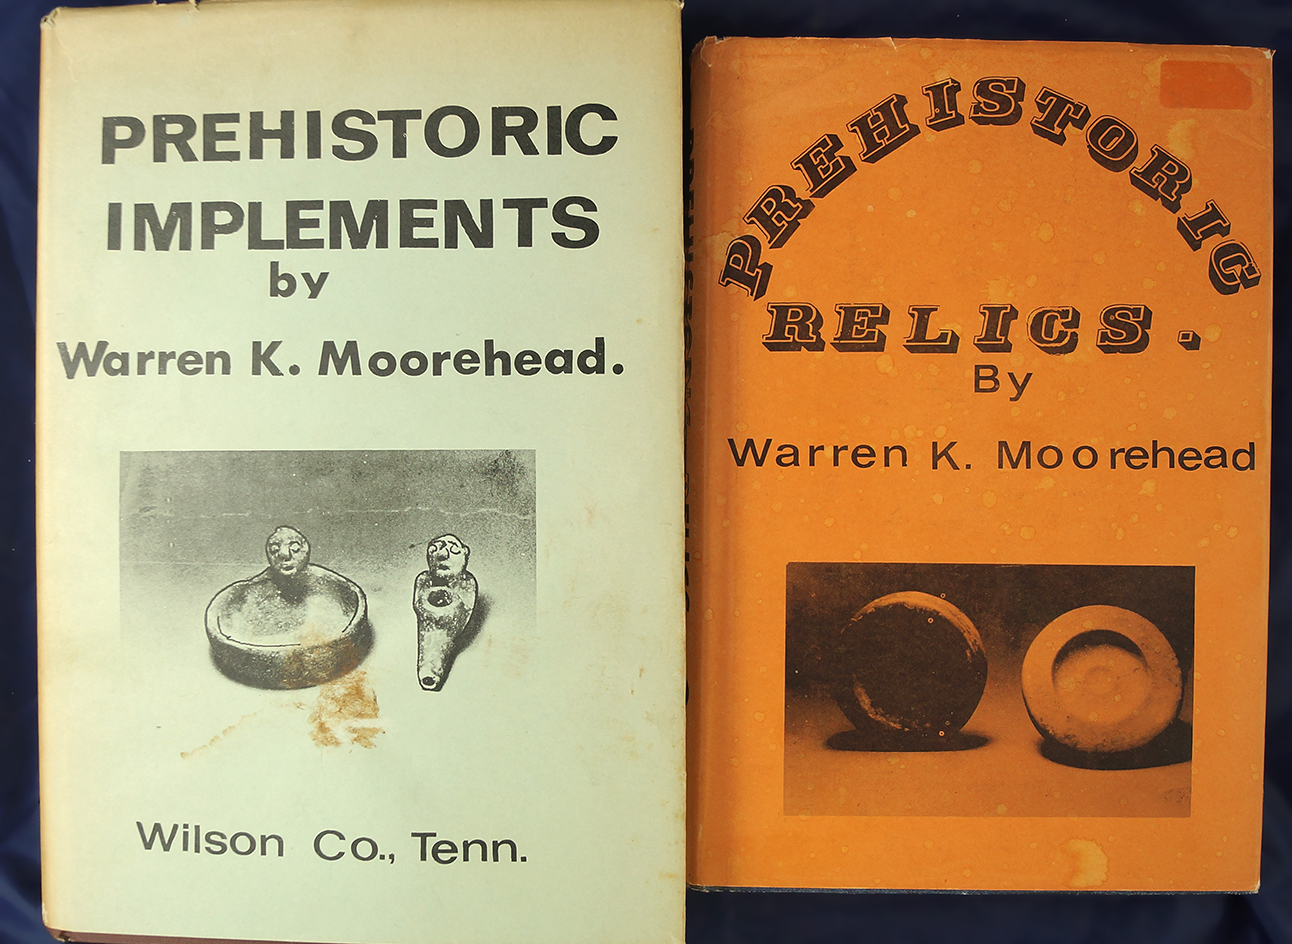 PREHISTORIC
IMPLEMENTS
by
Warren K. Moorehead.
Wilson Co., Tenn.
PREHISTORIC
RELICS.
By
Warren K. Moorehead